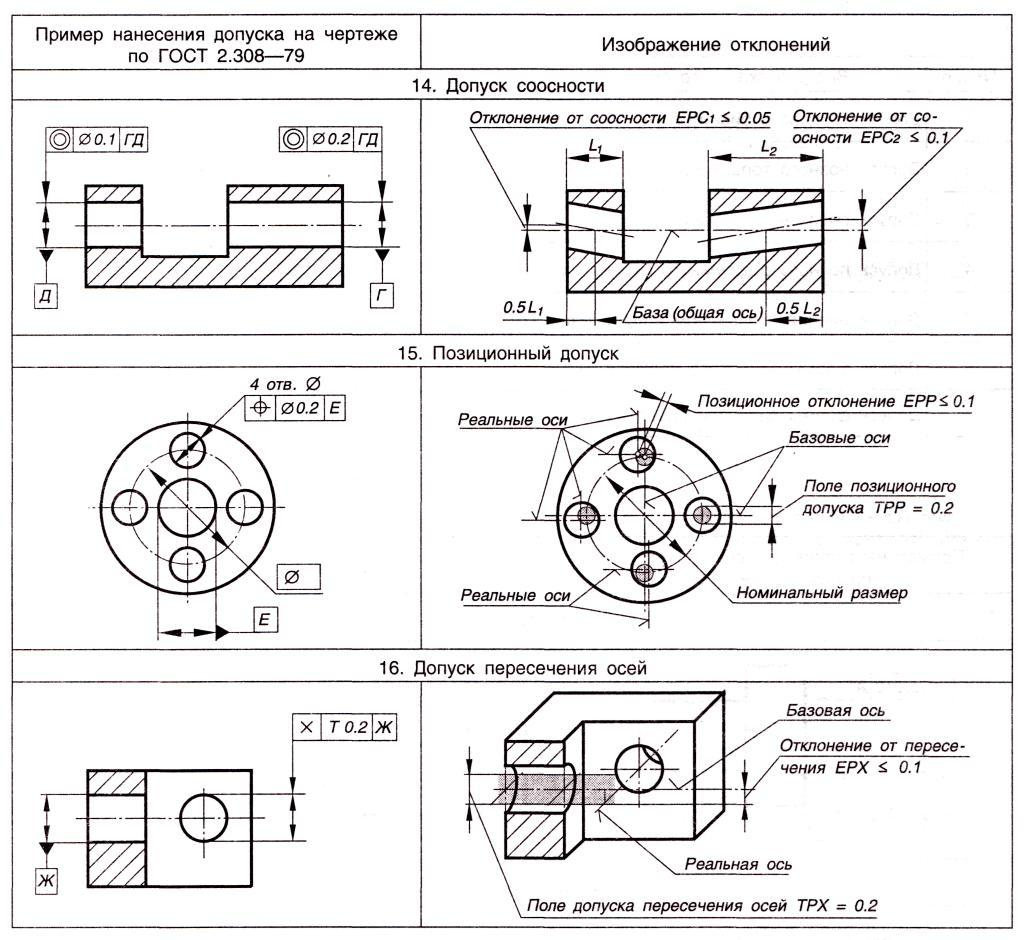 Пример нанесения допуска на чертеже
по ГОСТ 2.308—79
Изображение отклонений
14. Допуск соосности
⌀0.1 ГД
⌀0.2 ГД
Д
Г
Отклонение от соосности EPC1 ≤ 0.05
Отклонение от со-
осности EPC2 ≤ 0.1
L1
L2
0.5L1
База (общая ось)
0.5 L2
15. Позиционный допуск
4 отв. ⌀
⌀0.2 Е
⌀
Е
Позиционное отклонение EPP ≤ 0.1
Реальные оси
Базовые оси
Поле позиционного
допуска TPP = 0.2
Реальные оси
Номинальный размер
16. Допуск пересечения осей
Т 0.2 Ж
Ж
Базовая ось
Отклонение от пересе-
чения EPX ≤ 0.1
Реальная ось
Поле допуска пересечения осей TPX = 0.2